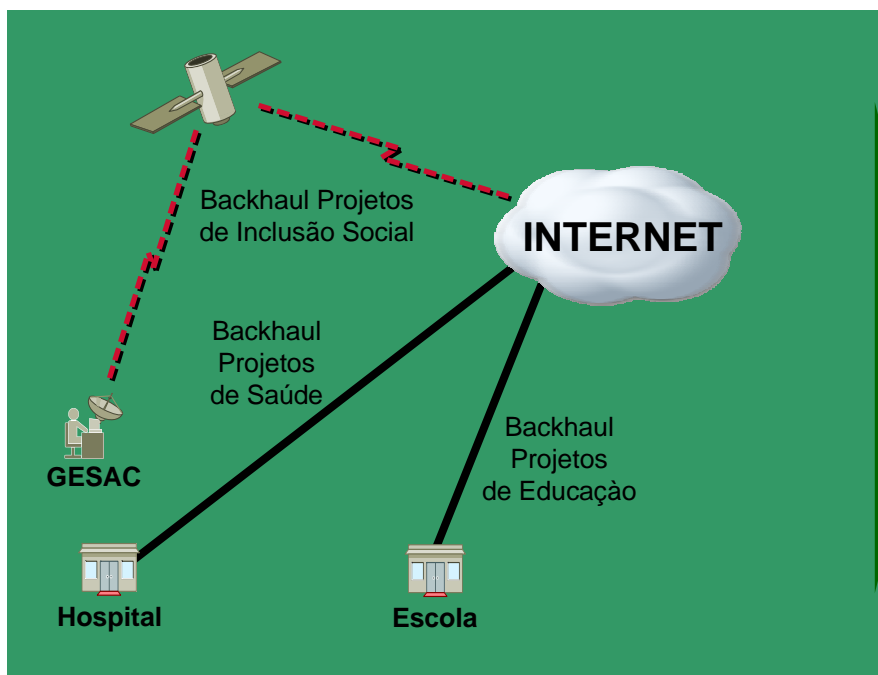 Backhaul Projetos
de Inclusão Social
INTERNET
Backhaul
Projetos
de Saúde
Backhaul
Projetos
de Educaçào
GESAC
Hospital
Escola